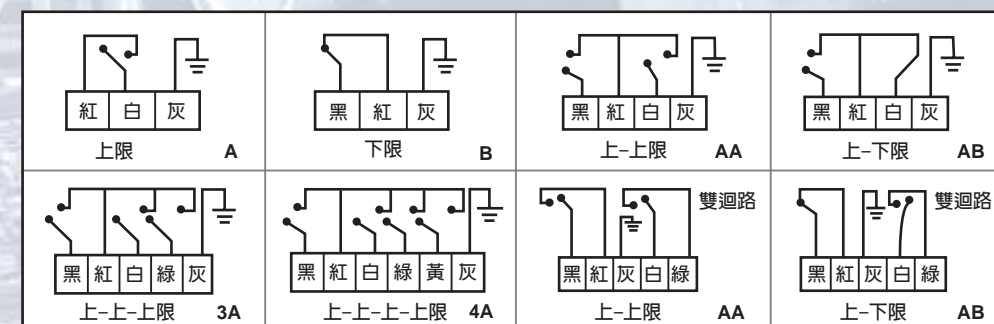 紅 白 灰
上限 A
黑 紅 灰
下限 B
黑 紅 白 灰
上-上限 AA
黑 紅 白 灰
上-下限 AB
黑 紅 白 綠 灰
上-上-上限 3A
黑 紅 白 綠 黃 灰
上-上-上-上限 4A
雙迴路
黑 紅 灰 白 綠
上-上限 AA
雙迴路
黑 紅 灰 白 綠
上-下限 AB